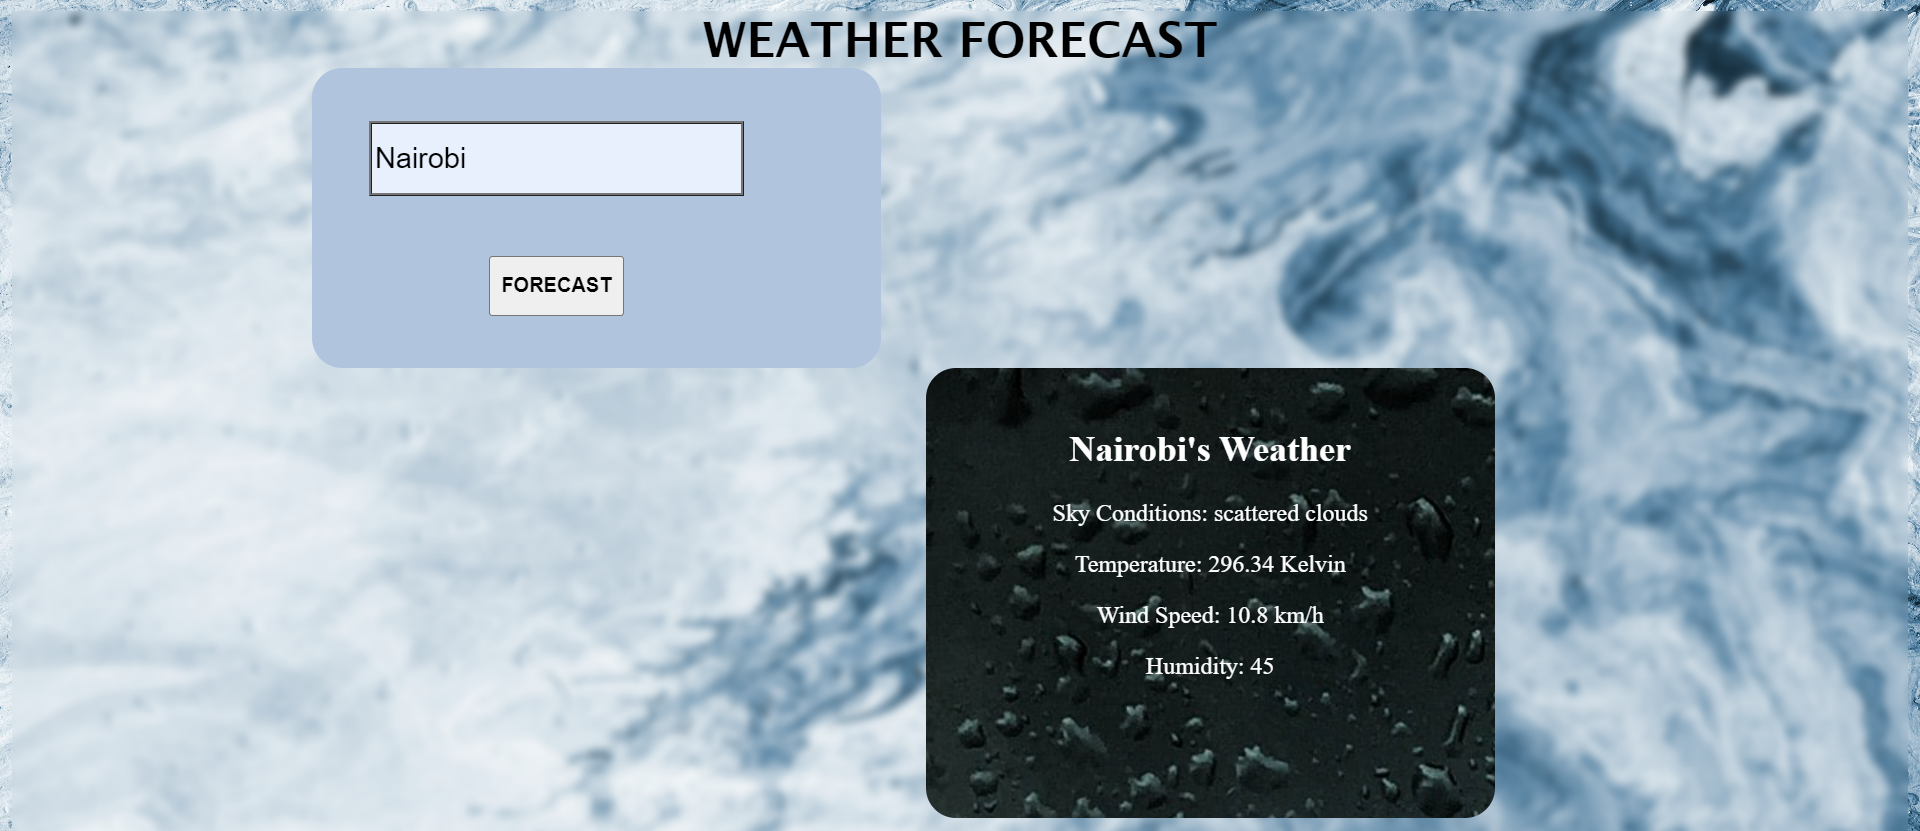 WEATHER FORECAST
Nairobi
FORECAST
Nairobi's Weather
Sky Conditions: scattered clouds
Temperature: 296.34 Kelvin
Wind Speed: 10.8 km/h
Humidity: 45